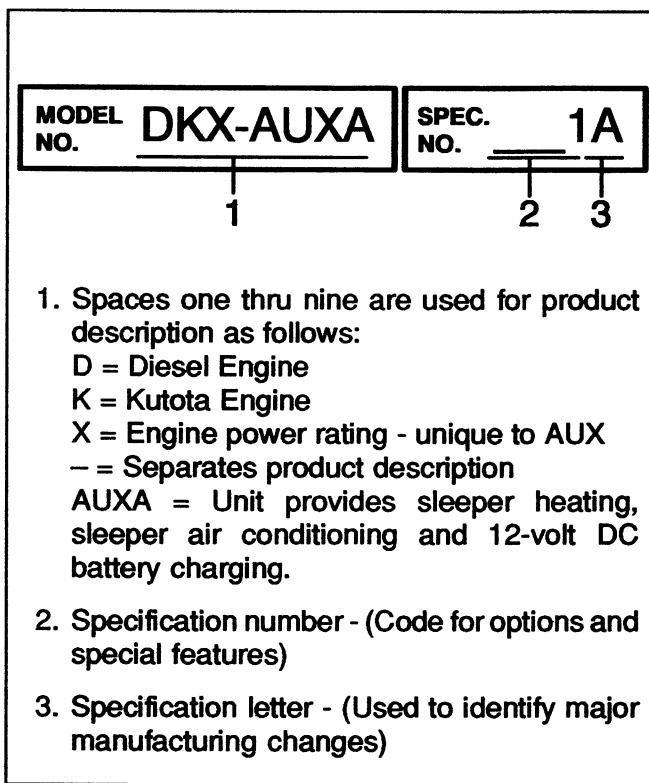 MODEL NO. DKX-AUXA SPEC. NO. ___ 1A
1 2 3
1. Spaces one thru nine are used for product
description as follows:
D = Diesel Engine
K = Kutota Engine
X = Engine power rating - unique to AUX
– = Separates product description
AUXA = Unit provides sleeper heating,
sleeper air conditioning and 12-volt DC
battery charging.
2. Specification number - (Code for options and
special features)
3. Specification letter - (Used to identify major
manufacturing changes)